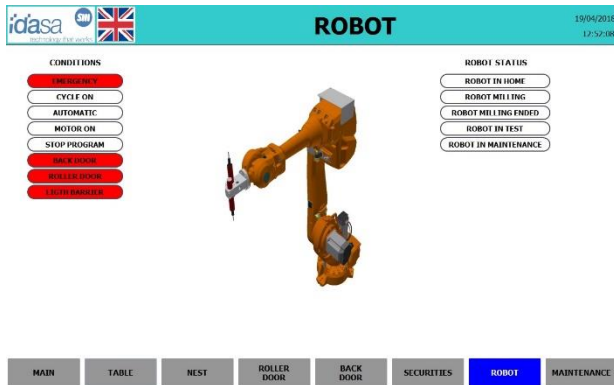 idasa
SHI
technology that works
ROBOT
19/04/2016
12:52:08
CONDITIONS
EMERGENCY
CYCLE ON
AUTOMATIC
MOTOR ON
STOP PROGRAM
BACK DOOR
ROLLER DOOR
LIGTH BARRIER
ROBOT STATUS
ROBOT IN HOME
ROBOT MILLING
ROBOT MILLING ENDED
ROBOT IN TEST
ROBOT IN MAINTENANCE
MAIN
TABLE
NEST
ROLLER
DOOR
BACK
DOOR
SECURITIES
ROBOT
MAINTENANCE